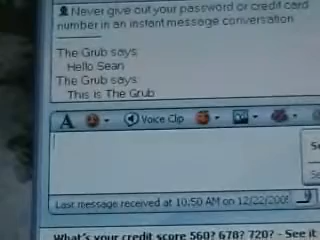 Never give out your password or credit card
number in an instant message conversation
The Grub says:
Hello Sean
The Grub says:
This is The Grub
A Voice Clip
Last message received at 10:50 AM on 12/22/2005
What's your credit score 560? 678? 720? - See it